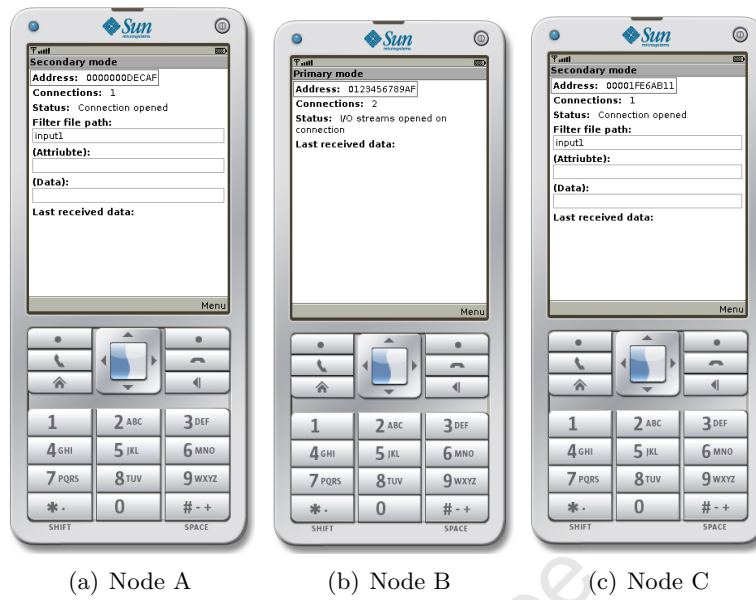 Sun
microsystems
Secondary mode
Address: 0000000DECAF
Connections: 1
Status: Connection opened
Filter file path:
input1
(Attriubte):
(Data):
Last received data:
Menu
1
2 ABC
3 DEF
4 GHI
5 JKL
6 MNO
7 PQRS
8 TUV
9 WXYZ
* .
0
# - +
SHIFT
SPACE
(a) Node A
Sun
microsystems
Primary mode
Address: 0123456789AF
Connections: 2
Status: I/O streams opened on
connection
Last received data:
Menu
1
2 ABC
3 DEF
4 GHI
5 JKL
6 MNO
7 PQRS
8 TUV
9 WXYZ
* .
0
# - +
SHIFT
SPACE
(b) Node B
Sun
microsystems
Secondary mode
Address: 00001FE6AB11
Connections: 1
Status: Connection opened
Filter file path:
input1
(Attriubte):
(Data):
Last received data:
Menu
1
2 ABC
3 DEF
4 GHI
5 JKL
6 MNO
7 PQRS
8 TUV
9 WXYZ
* .
0
# - +
SHIFT
SPACE
(c) Node C